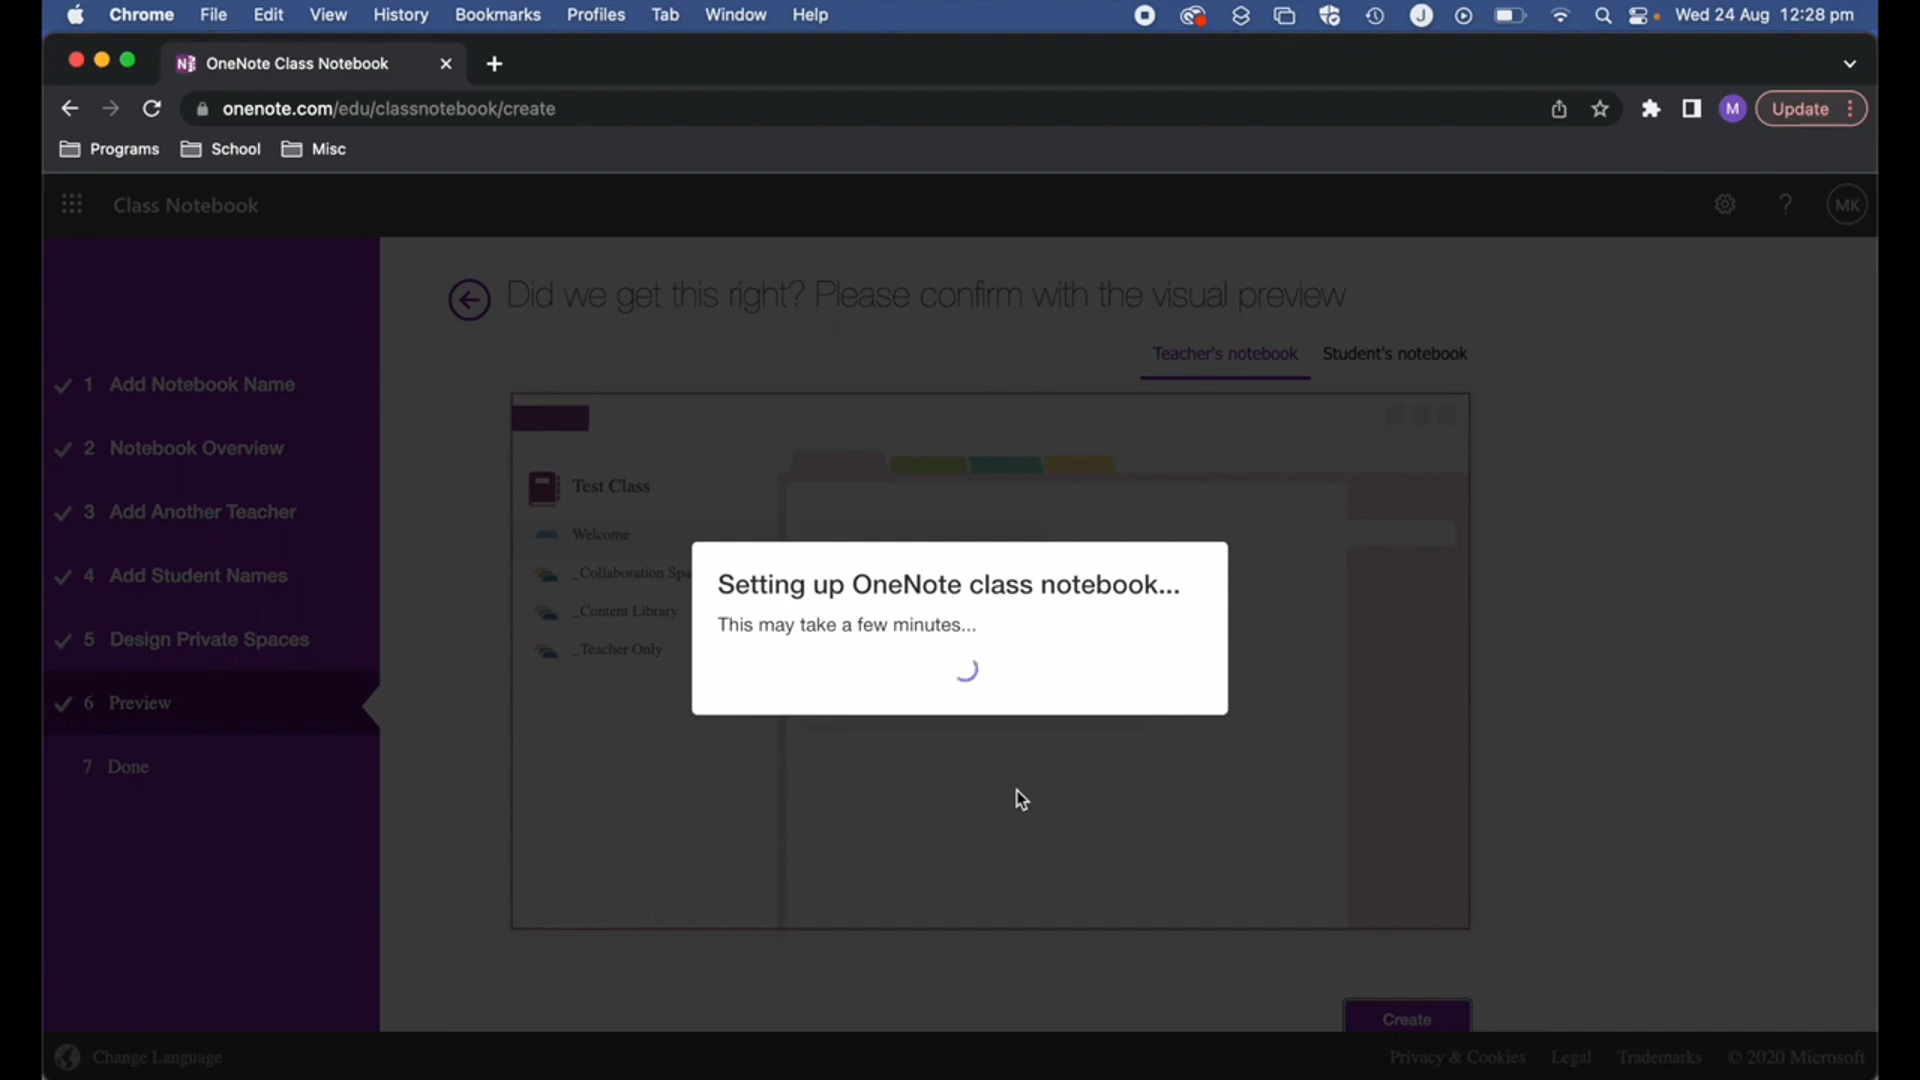 Chrome File Edit View History Bookmarks Profiles Tab Window Help J Wed 24 Aug 12:28 pm
N OneNote Class Notebook
onenote.com/edu/classnotebook/create M Update
Programs School Misc
Class Notebook ? MK
Did we get this right? Please confirm with the visual preview
Teacher's notebook Student's notebook
1 Add Notebook Name
2 Notebook Overview
3 Add Another Teacher
4 Add Student Names
5 Design Private Spaces
6 Preview
7 Done
Test Class
Welcome
_Collaboration Spa
_Content Library
_Teacher Only
Setting up OneNote class notebook...
This may take a few minutes...
Create
Change Language Privacy & Cookies Legal Trademarks © 2020 Microsoft